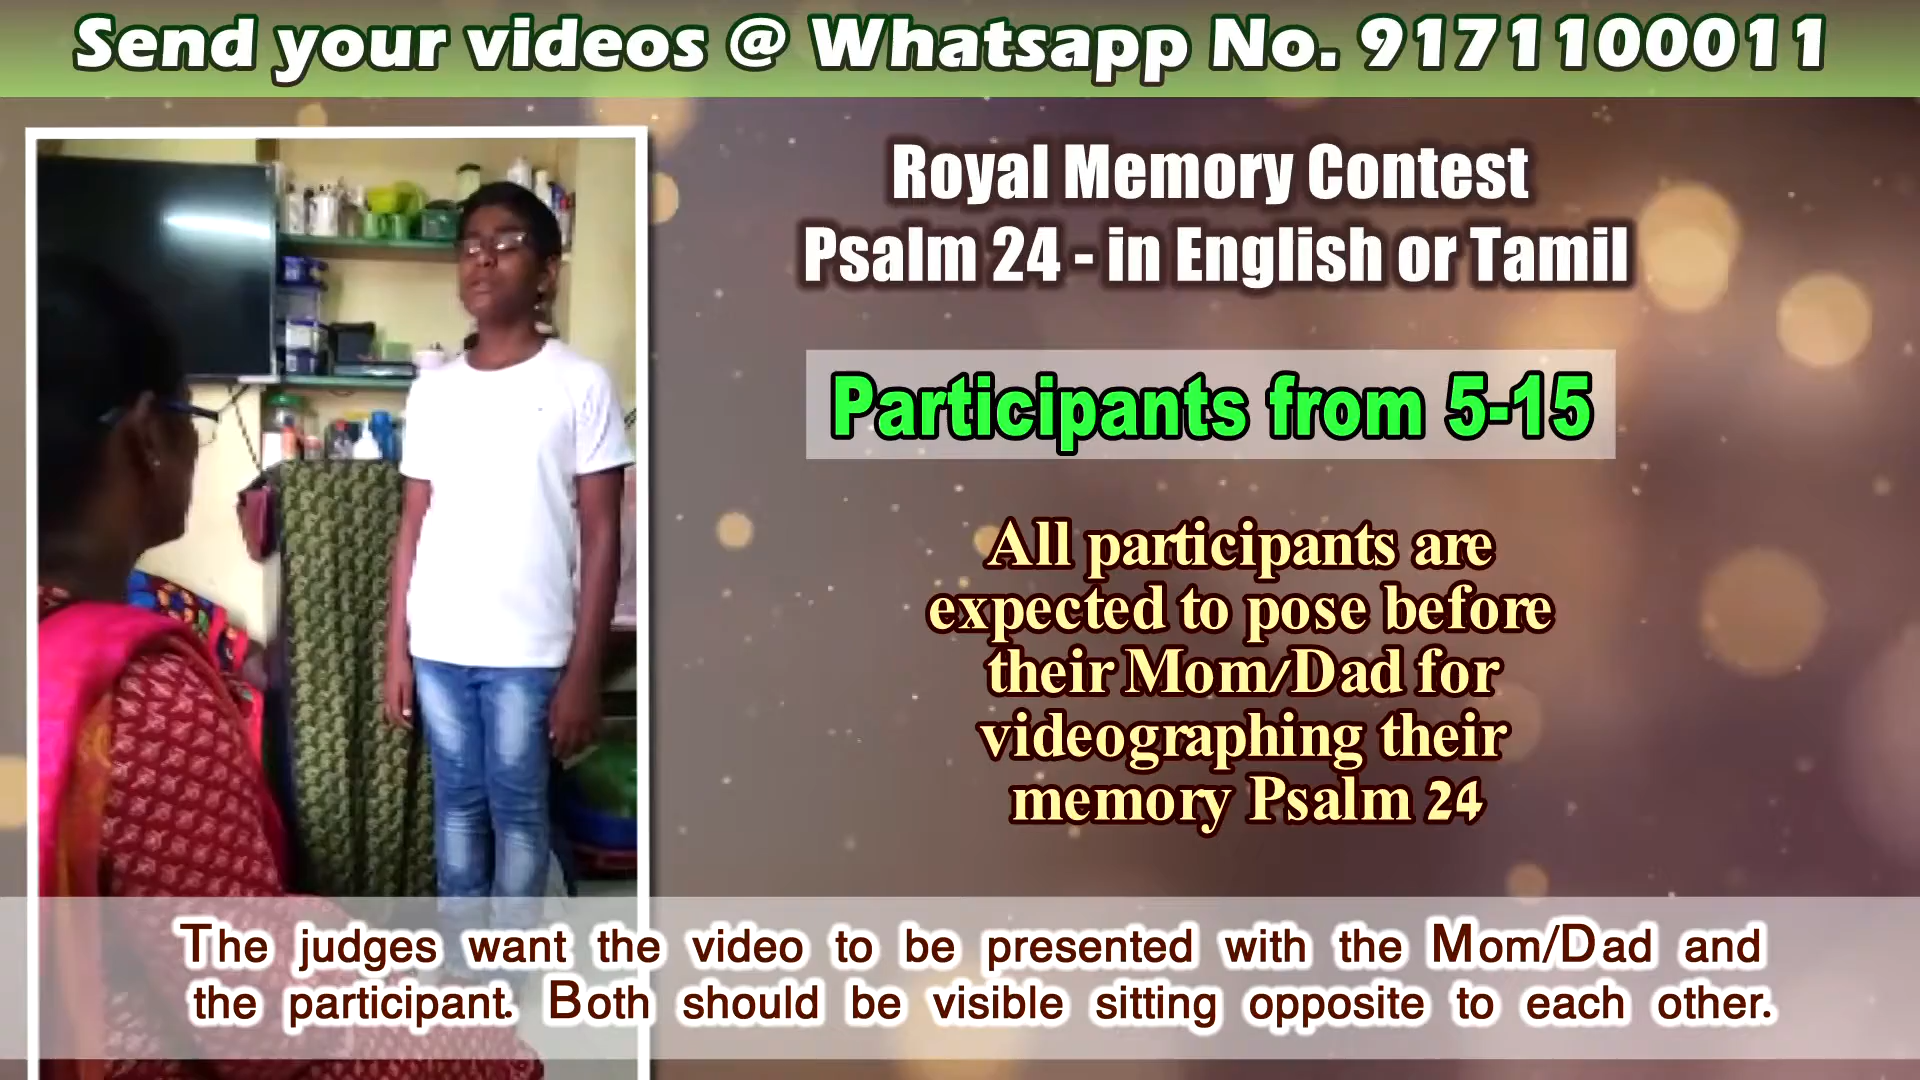 Send your videos @ Whatsapp No. 9171100011
Royal Memory Contest
Psalm 24 - in English or Tamil
Participants from 5-15
All participants are
expected to pose before
their Mom/Dad for
videographing their
memory Psalm 24
The judges want the video to be presented with the Mom/Dad and
the participant. Both should be visible sitting opposite to each other.